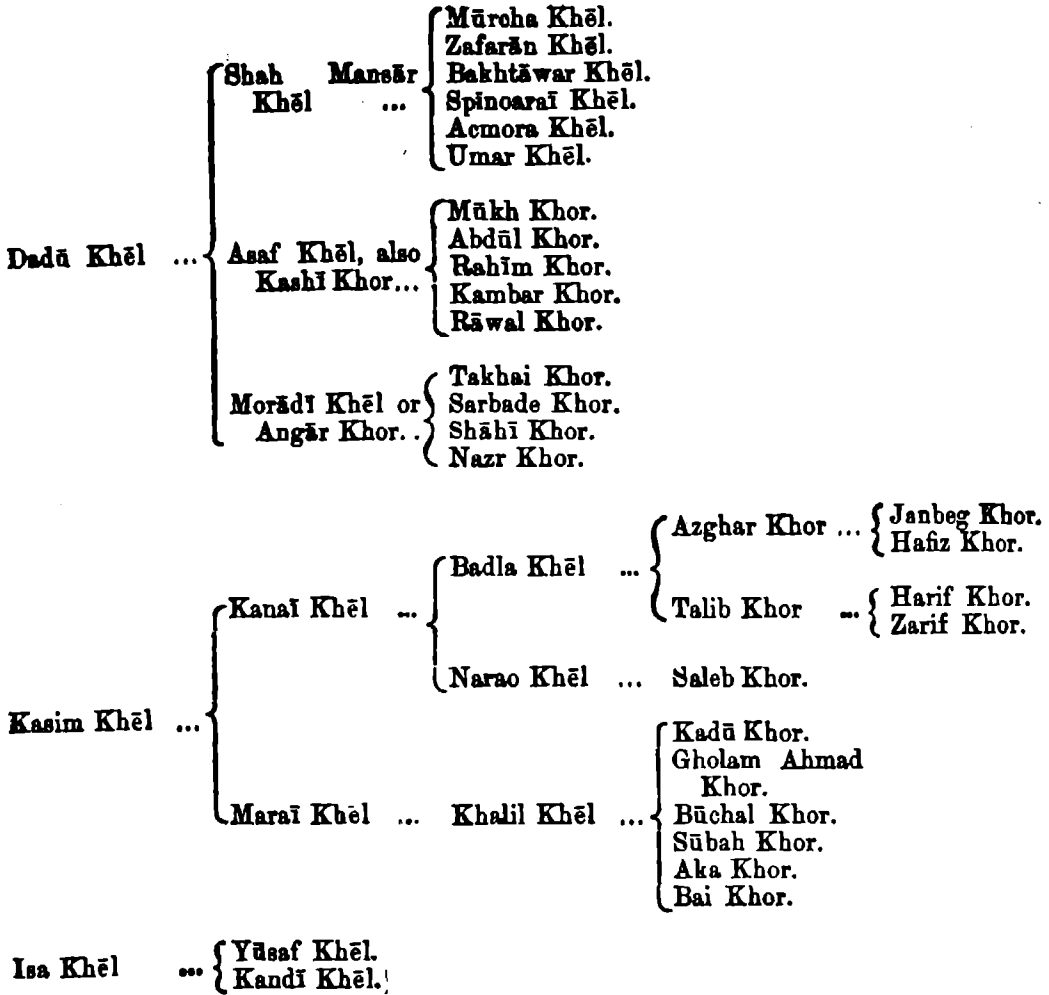 Mūrcha Khēl.
Zafarān Khēl.
Shah Mansār Bakhtāwar Khēl.
Khēl ... Spinoaraī Khēl.
Acmora Khēl.
Umar Khēl.
Mūkh Khor.
Abdūl Khor.
Dadū Khēl ... Asaf Khēl, also Rahīm Khor.
Kashī Khor... Kambar Khor.
Rāwal Khor.
Takhai Khor.
Morādī Khēl or Sarbade Khor.
Angār Khor.. Shāhī Khor.
Nazr Khor.
Azghar Khor ... Janbeg Khor.
Hafiz Khor.
Badla Khēl ...
Kanaī Khēl ... Talib Khor ... Harif Khor.
Zarif Khor.
Narao Khēl ... Saleb Khor.
Kasim Khēl ... Kadū Khor.
Gholam Ahmad
Khor.
Maraī Khēl ... Khalil Khēl ... Būchal Khor.
Sūbah Khor.
Aka Khor.
Bai Khor.
Isa Khēl ... Yūsaf Khēl.
Kandī Khēl.